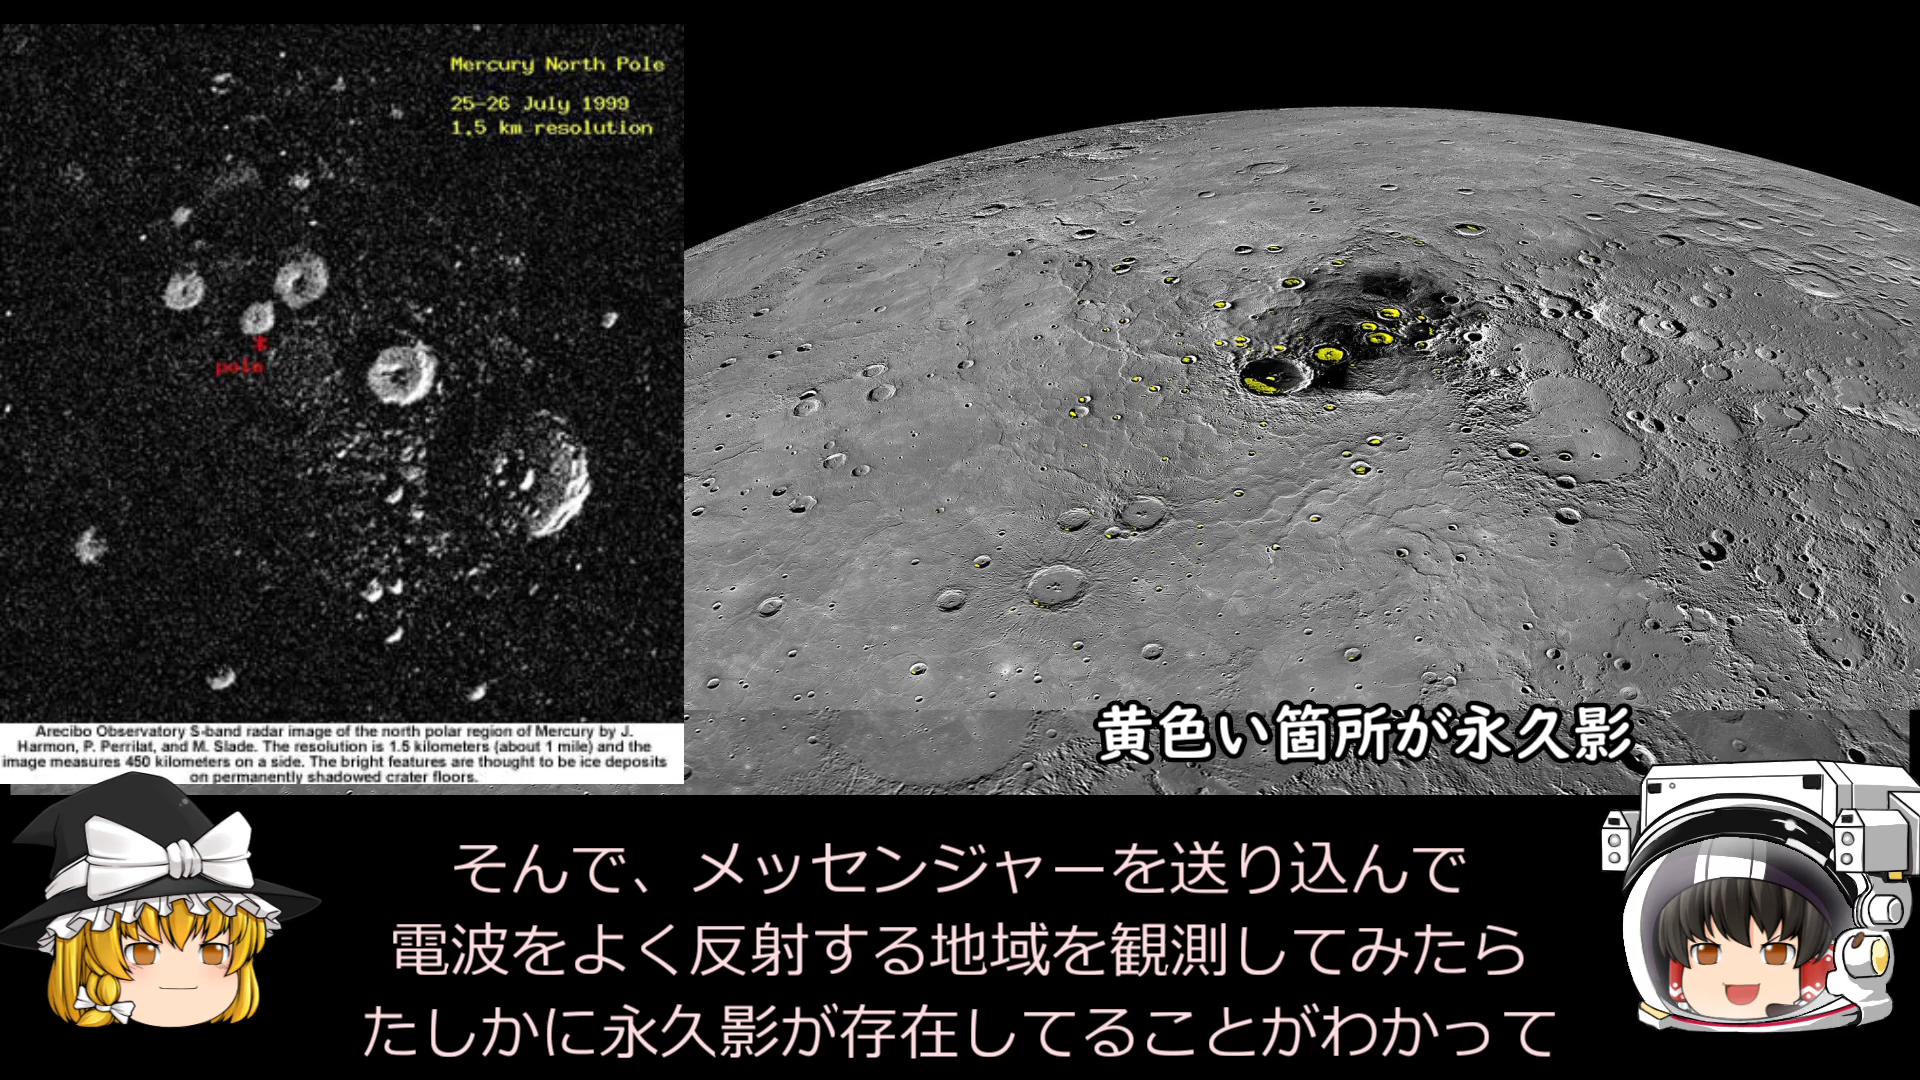 Mercury North Pole
25-26 July 1999
1.5 km resolution
pole
Arecibo Observatory S-band radar image of the north polar region of Mercury by J.
Harmon, P. Perrilat, and M. Slade. The resolution is 1.5 kilometers (about 1 mile) and the
image measures 450 kilometers on a side. The bright features are thought to be ice deposits
on permanently shadowed crater floors.
黄色い箇所が永久影
そんで、メッセンジャーを送り込んで
電波をよく反射する地域を観測してみたら
たしかに永久影が存在してることがわかって